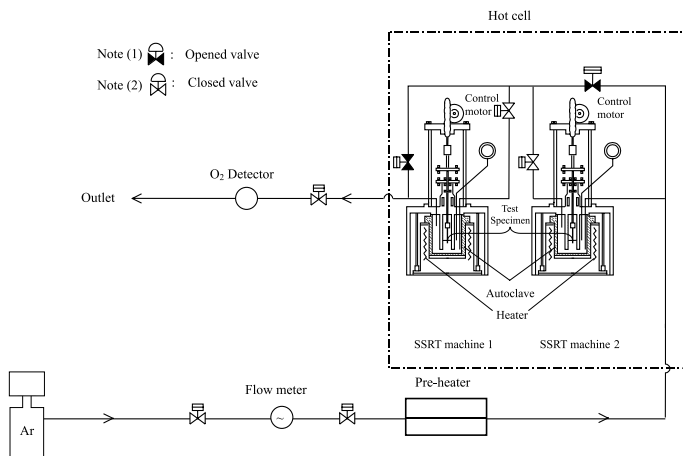 Hot cell
Note (1) : Opened valve
Note (2) : Closed valve
Control
motor
Control
motor
O2 Detector
Outlet
Test
Specimen
Autoclave
Heater
SSRT machine 1
SSRT machine 2
Flow meter
Pre-heater
~
Ar